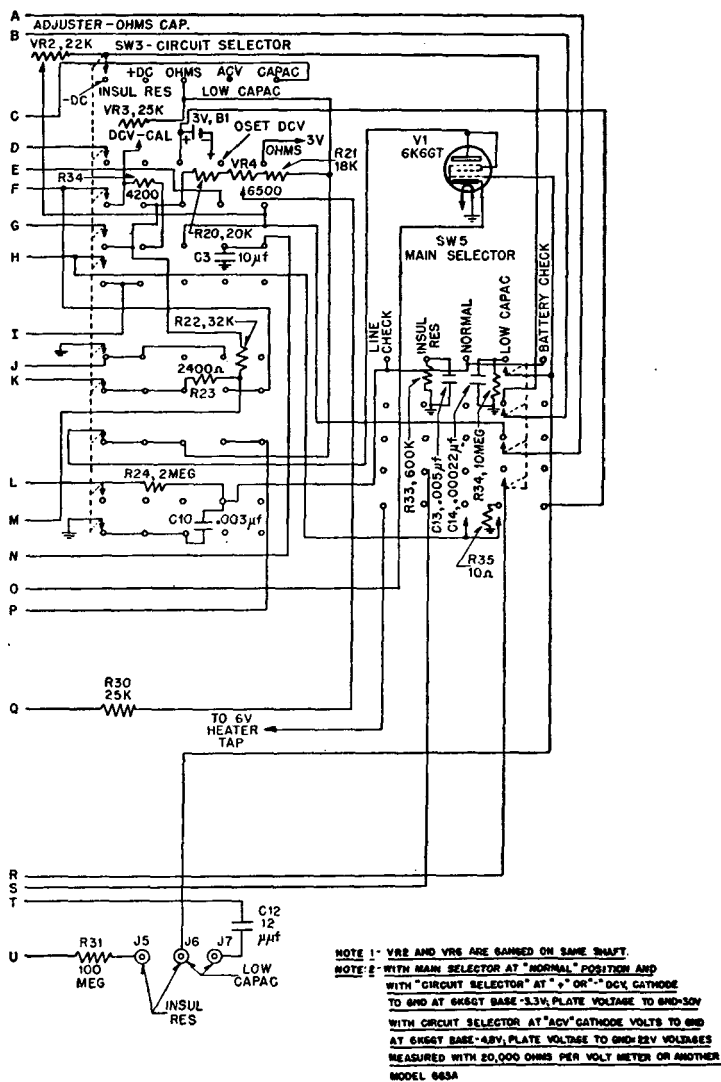 A
ADJUSTER-OHMS CAP.
B
VR2, 22K
SW3-CIRCUIT SELECTOR
+DC OHMS ACV CAPAC
-DC
INSUL RES
LOW CAPAC
C
VR3, 25K
3V, B1
+
OSET DCV
DCV-CAL
3V
OHMS
R21
18K
V1
6K6GT
D
E
VR4
R34
F
4200
6500
G
R20, 20K
SW5
MAIN SELECTOR
H
C3
10µf
I
R22, 32K
LINE CHECK
INSUL RES
NORMAL
LOW CAPAC
BATTERY CHECK
J
2400Ω
K
R23
R33, 600K
C13, .005µf
C14, .00022µf
R34, 10MEG
L
R24, 2MEG
M
C10
.003µf
N
R35
10Ω
O
P
R30
25K
Q
TO 6V
HEATER
TAP
R
S
T
C12
12
µµf
U
R31
100
MEG
J5
J6
J7
LOW
CAPAC
INSUL
RES
NOTE 1- VR2 AND VR6 ARE GANGED ON SAME SHAFT.
NOTE: 2-WITH MAIN SELECTOR AT "NORMAL" POSITION AND
WITH "CIRCUIT SELECTOR" AT "+" OR"-" DCV, CATHODE
TO GND AT 6K6GT BASE-3.3V; PLATE VOLTAGE TO GND=30V
WITH CIRCUIT SELECTOR AT "ACV" CATHODE VOLTS TO GND
AT 6K6GT BASE-4.8V; PLATE VOLTAGE TO GND=22V VOLTAGES
MEASURED WITH 20,000 OHMS PER VOLT METER OR ANOTHER
MODEL 665A